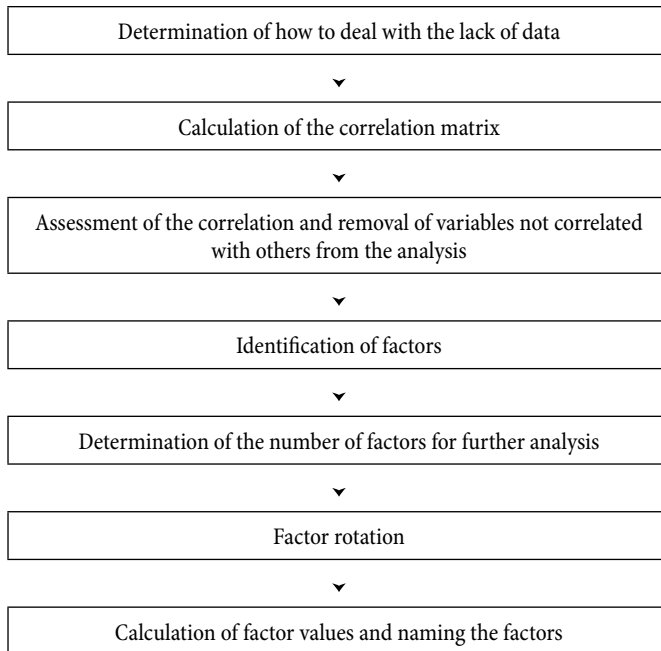 Determination of how to deal with the lack of data
Calculation of the correlation matrix
Assessment of the correlation and removal of variables not correlated
with others from the analysis
Identification of factors
Determination of the number of factors for further analysis
Factor rotation
Calculation of factor values and naming the factors